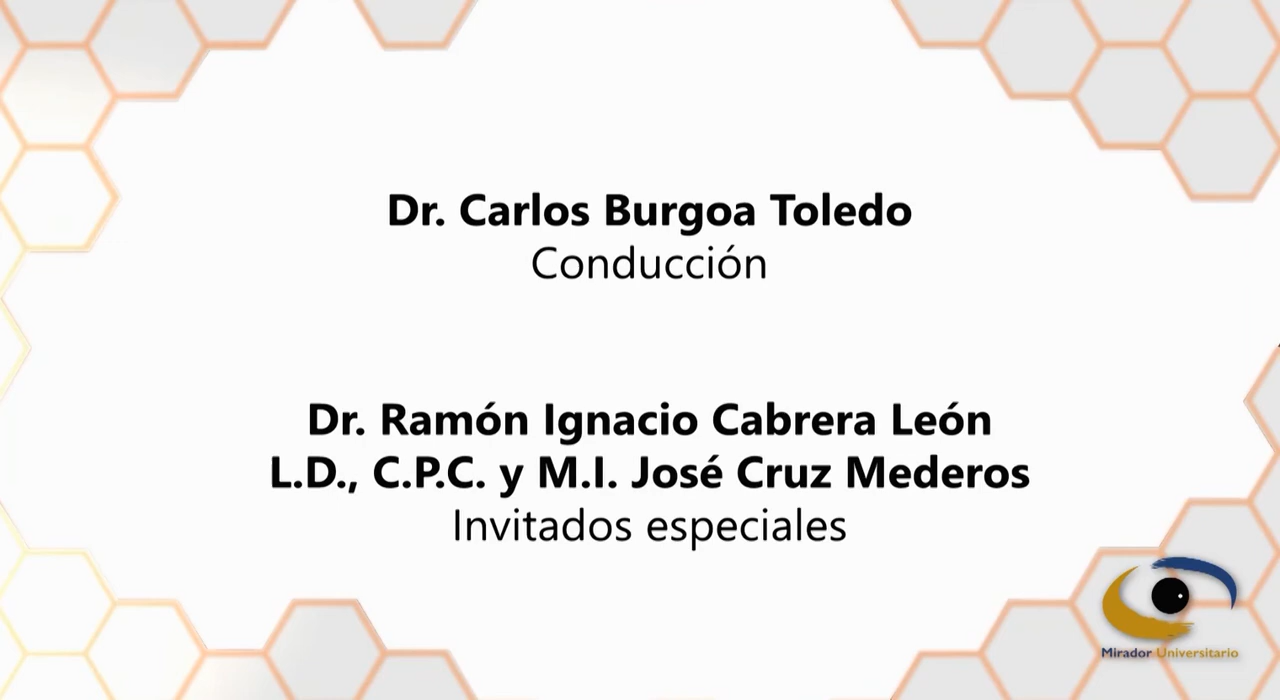 Dr. Carlos Burgoa Toledo
Conducción
Dr. Ramón Ignacio Cabrera León
L.D., C.P.C. y M.I. José Cruz Mederos
Invitados especiales
Mirador Universitario